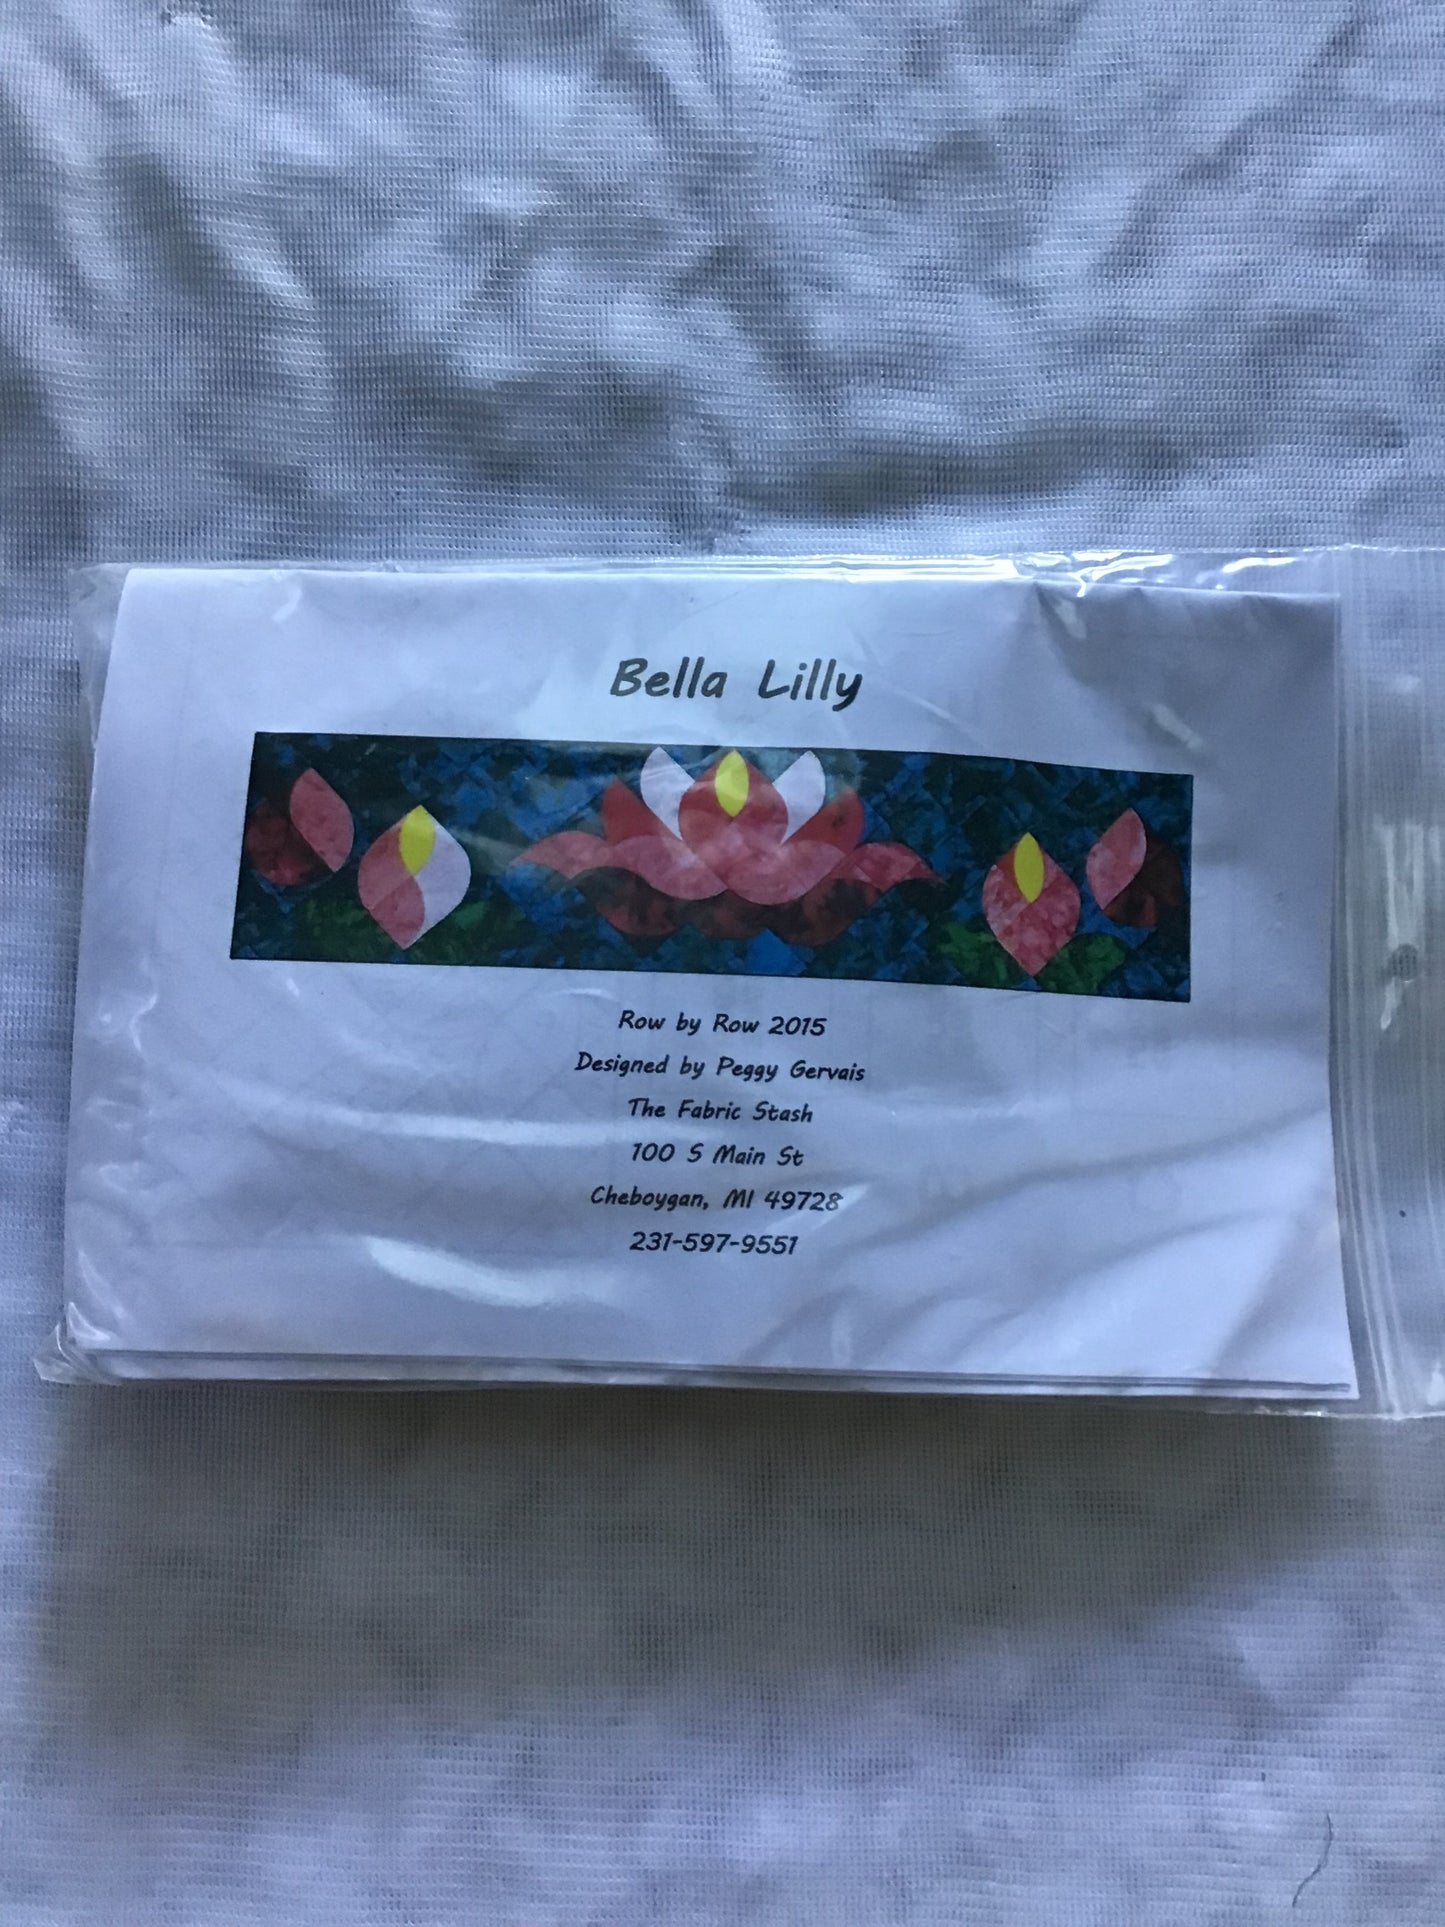 Bella Lilly
Row by Row 2015
Designed by Peggy Gervais
The Fabric Stash
100 S Main St
Cheboygan, MI 49728
231-597-9551